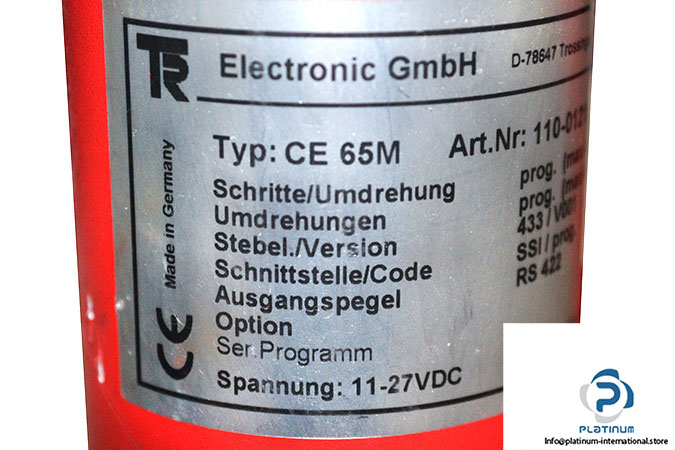 TR Electronic GmbH D-78647
Typ: CE 65M Art.Nr: 110-
Schritte/Umdrehung prog.
Umdrehungen prog.
Stebel./Version 433 / V001
Schnittstelle/Code SSI / prog.
Ausgangspegel RS 422
Option
Ser.Programm
Spannung: 11-27VDC
Made in Germany
CE
PLATINUM
Info@platinum-international.store